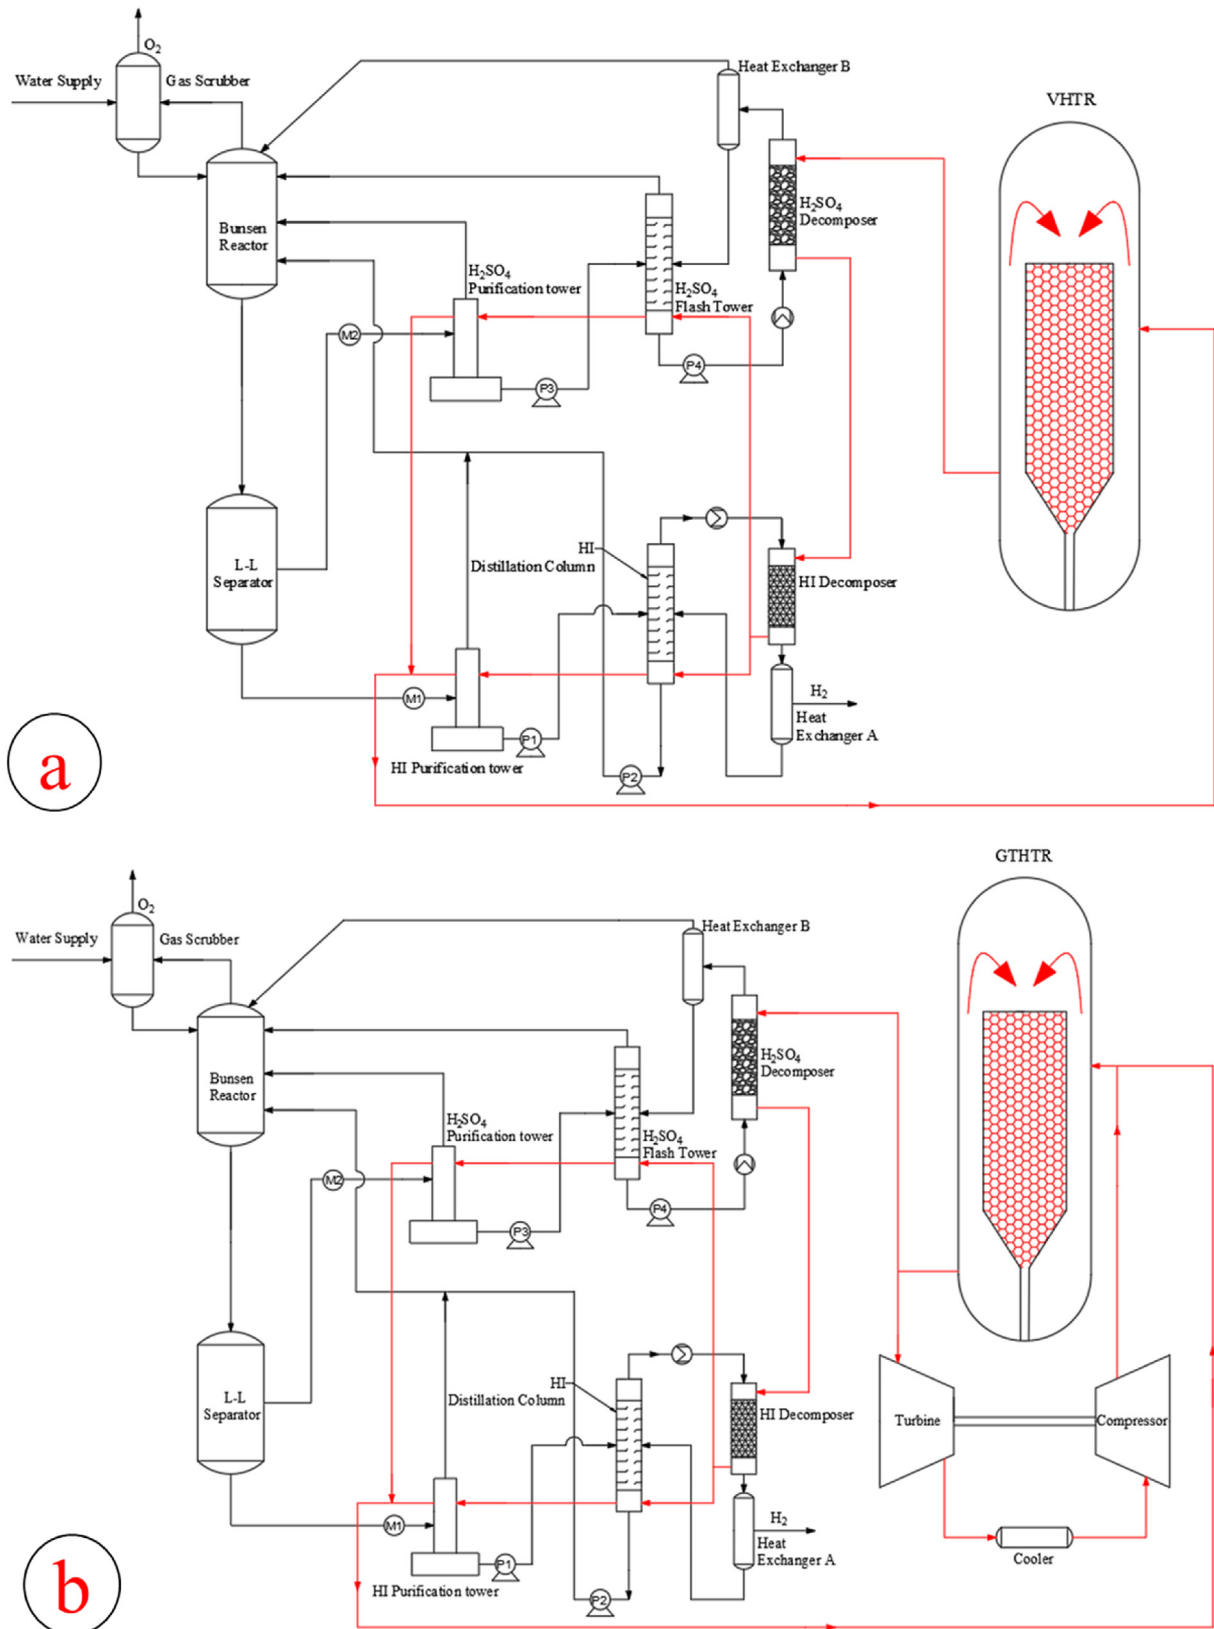 O2
Water Supply
Gas Scrubber
Heat Exchanger B
VHTR
H2SO4
Decomposer
Bunsen
Reactor
H2SO4
Purification tower
H2SO4
Flash Tower
M2
P4
P3
L-L
Separator
HI
Distillation Column
HI Decomposer
M1
H2
Heat
Exchanger A
P1
HI Purification tower
P2
a
GTHTR
O2
Water Supply
Gas Scrubber
Heat Exchanger B
H2SO4
Decomposer
Bunsen
Reactor
H2SO4
Purification tower
H2SO4
Flash Tower
M2
P4
P3
L-L
Separator
HI
Distillation Column
HI Decomposer
Turbine
Compressor
M1
H2
Heat
Exchanger A
Cooler
P1
HI Purification tower
P2
b